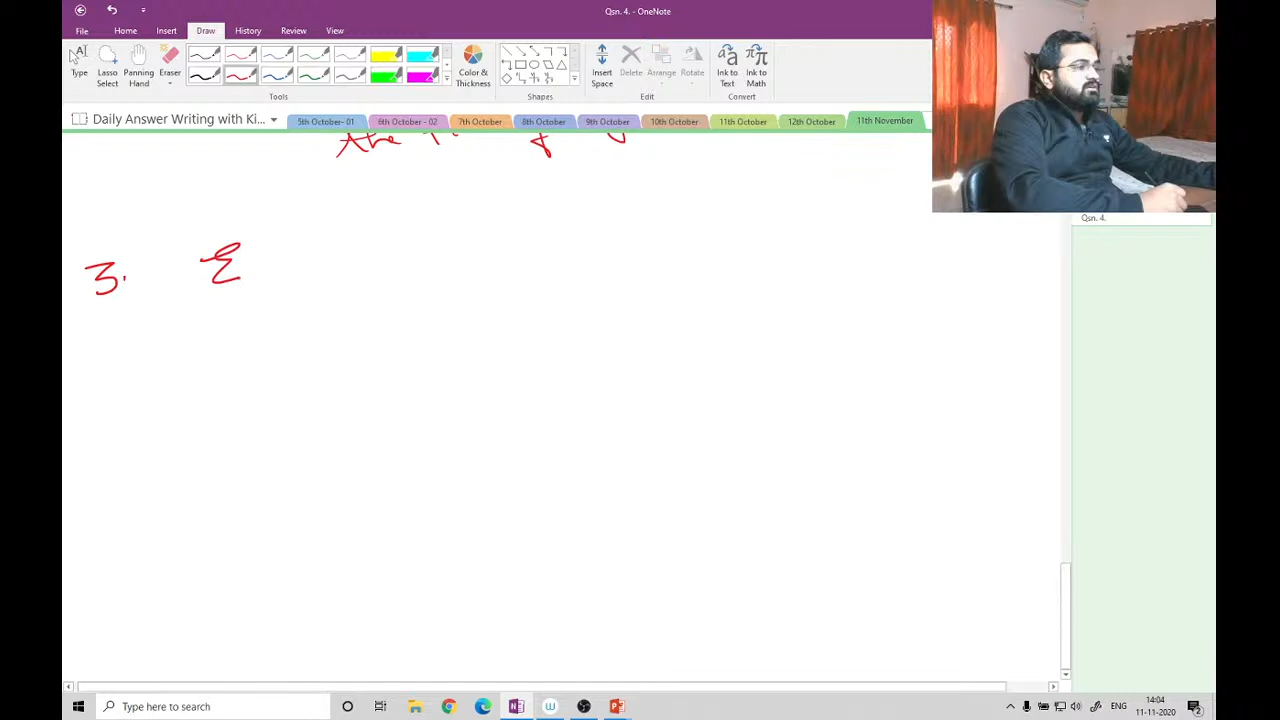 Qsn. 4. - OneNote
File Home Insert Draw History Review View
Type Lasso Select Panning Hand Eraser Color & Thickness Insert Space Delete Arrange Rotate Ink to Text Ink to Math
Tools Shapes Edit Convert
Daily Answer Writing with Ki... 5th October- 01 6th October - 02 7th October 8th October 9th October 10th October 11th October 12th October 11th November
Qsn. 4.
3. E
Type here to search
ENG 14:04
11-11-2020
2